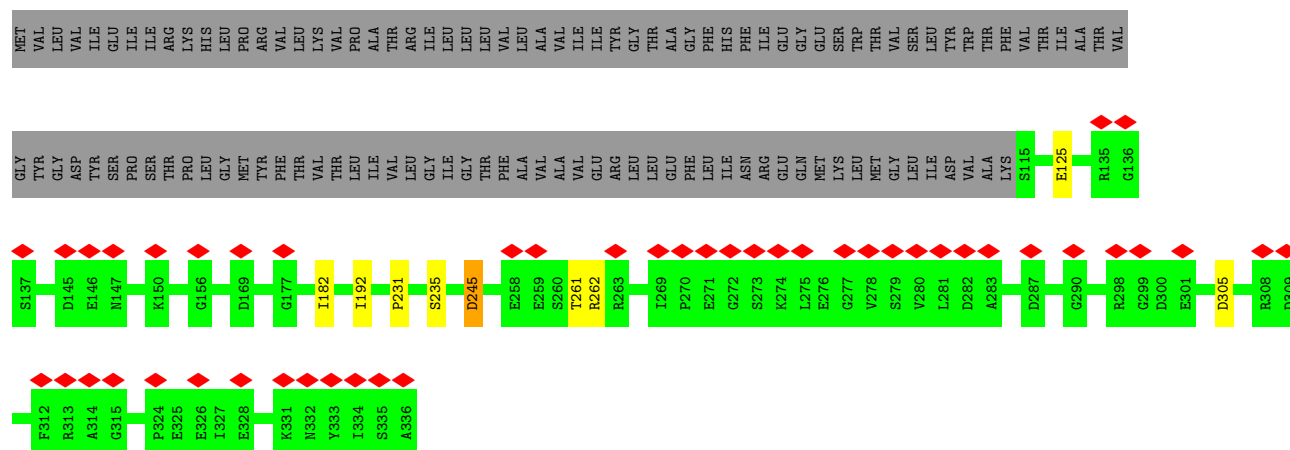 MET VAL LEU VAL ILE GLU ILE ILE ARG LYS HIS LEU PRO ARG VAL LEU LYS VAL PRO ALA THR ARG ILE LEU LEU LEU VAL LEU ALA VAL ILE ILE TYR GLY THR ALA GLY PHE HIS PHE ILE GLU GLY GLU SER TRP THR VAL SER LEU TYR TRP THR PHE VAL THR ILE ALA THR VAL
GLY TYR GLY ASP TYR SER PRO SER THR PRO LEU GLY MET TYR PHE THR VAL THR LEU ILE VAL LEU GLY ILE GLY THR PHE ALA VAL ALA VAL GLU ARG LEU LEU GLU PHE LEU ILE ASN ARG GLU GLN MET LYS LEU MET GLY LEU ILE ASP VAL ALA LYS S115 E125 R135 G136
S137 D145 E146 N147 K150 G156 D169 G177 I182 I192 P231 S235 D245 E258 E259 S260 T261 R262 R263 I269 P270 E271 G272 S273 K274 L275 E276 G277 V278 S279 V280 L281 D282 A283 D287 G290 R298 G299 D300 E301 D305 R308
F312 R313 A314 G315 P324 E325 E326 I327 E328 K331 N332 Y333 I334 S335 A336